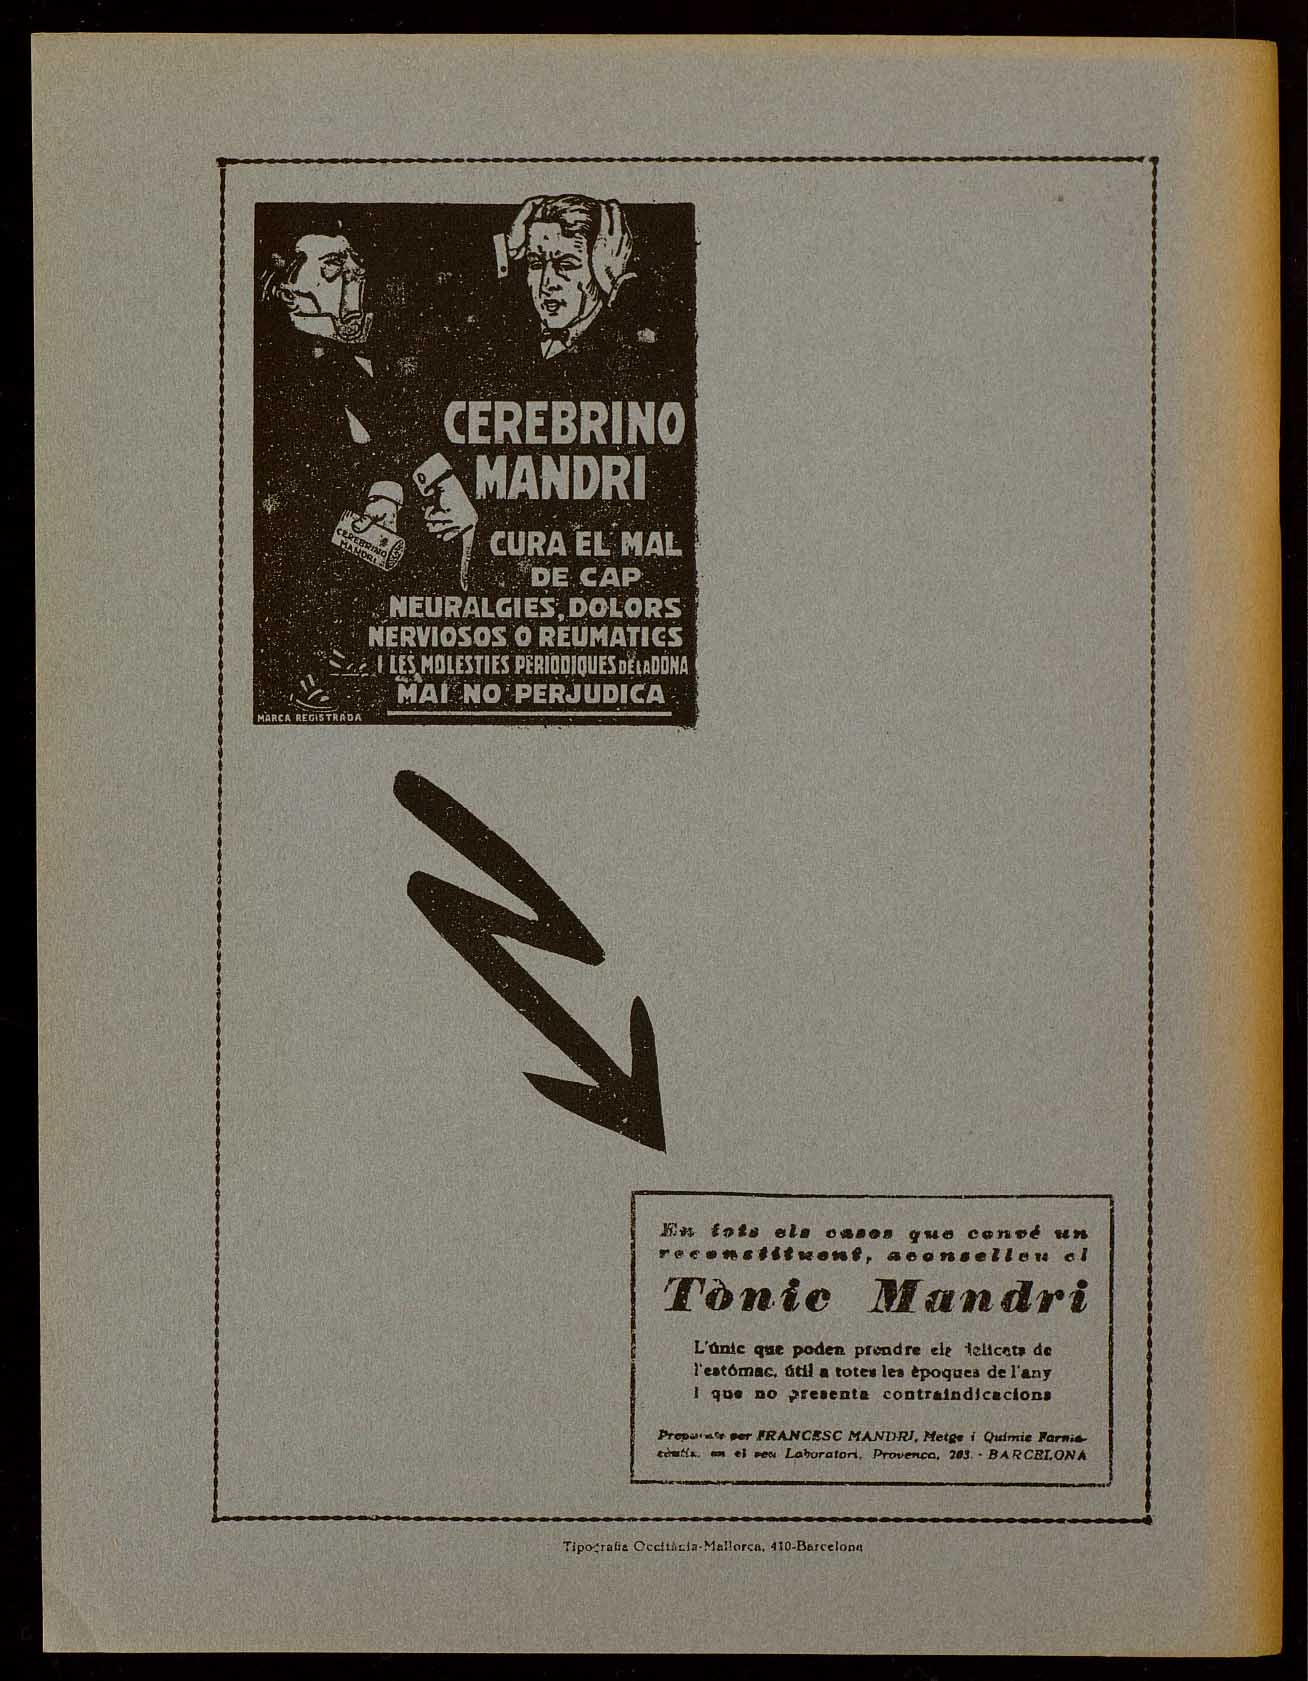 CEREBRINO
MANDRI
CEREBRINO
MANDRI
CURA EL MAL
DE CAP
NEURALGIES, DOLORS
NERVIOSOS O REUMATICS
I LES MOLESTIES PERIODIQUES DE LA DONA
MAI NO PERJUDICA
MARCA REGISTRADA
En tots els casos que convé un
reconstituent, aconselleu el
Tònic Mandri
L'únic que poden prendre els delicats de
l'estómac, útil a totes les èpoques de l'any
I que no presenta contraindicacions
per FRANCESC MANDRI, Metge i Químic Farma-
cèutic, en el seu Laboratori, Provença, 203. - BARCELONA
Tipografia Occitània-Mallorca, 410-Barcelona